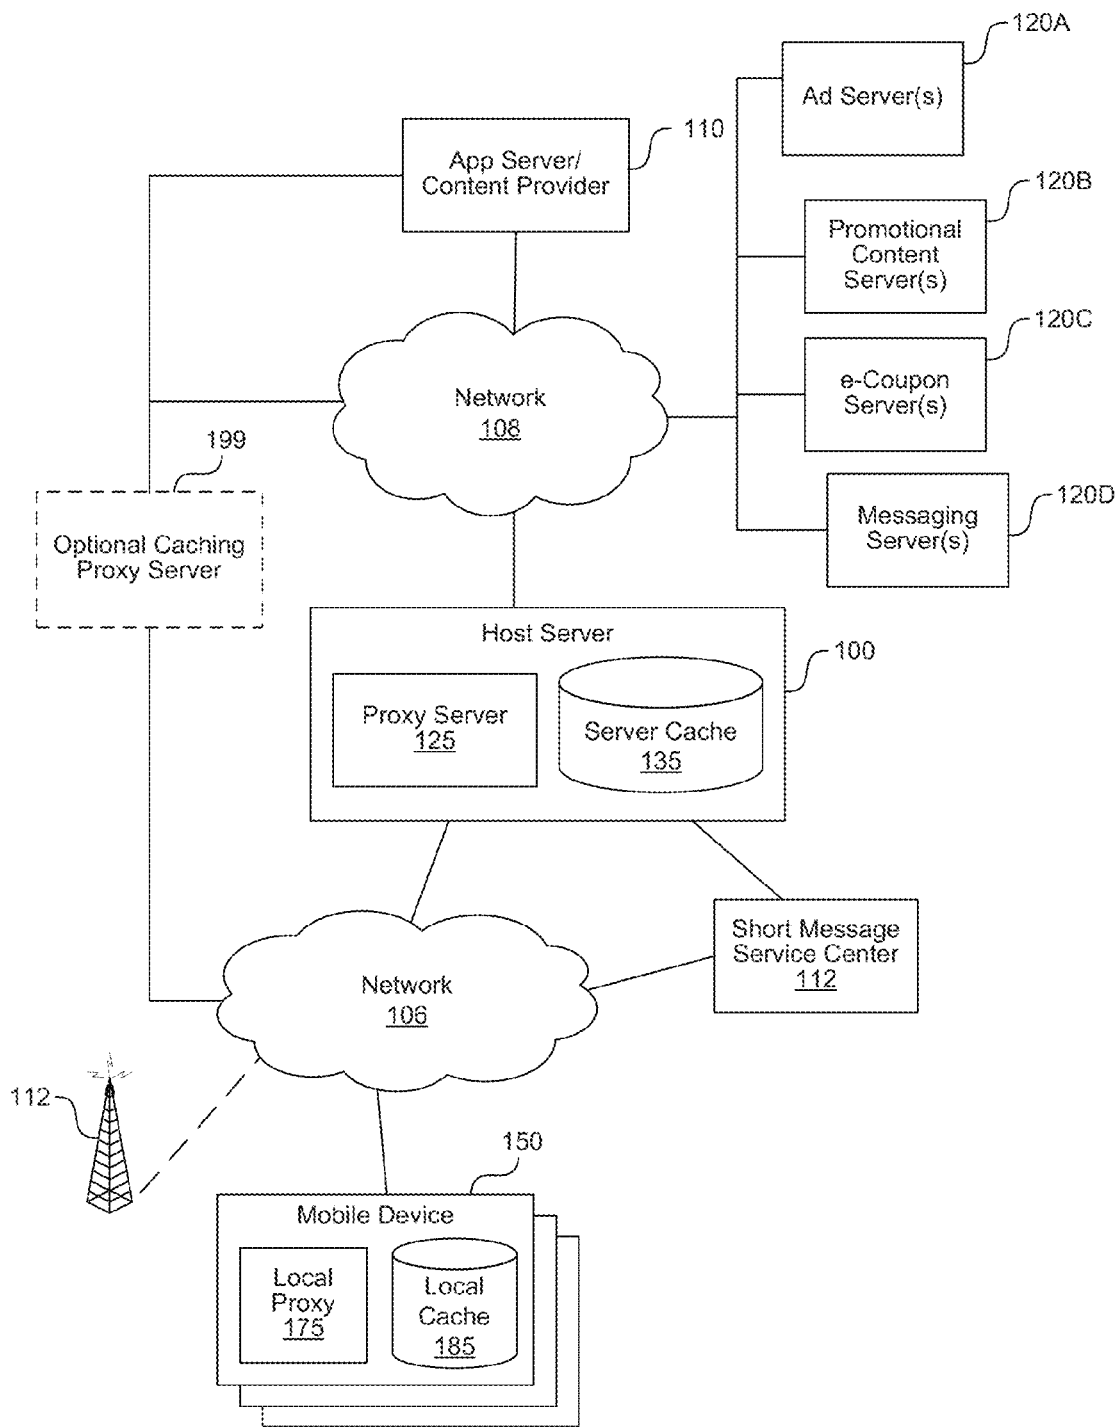 120A
Ad Server(s)
110
App Server/
Content Provider
120B
Promotional
Content
Server(s)
120C
e-Coupon
Server(s)
Network
108
199
120D
Messaging
Server(s)
Optional Caching
Proxy Server
Host Server
100
Proxy Server
125
Server Cache
135
Short Message
Service Center
112
Network
106
112
150
Mobile Device
Local
Proxy
175
Local
Cache
185